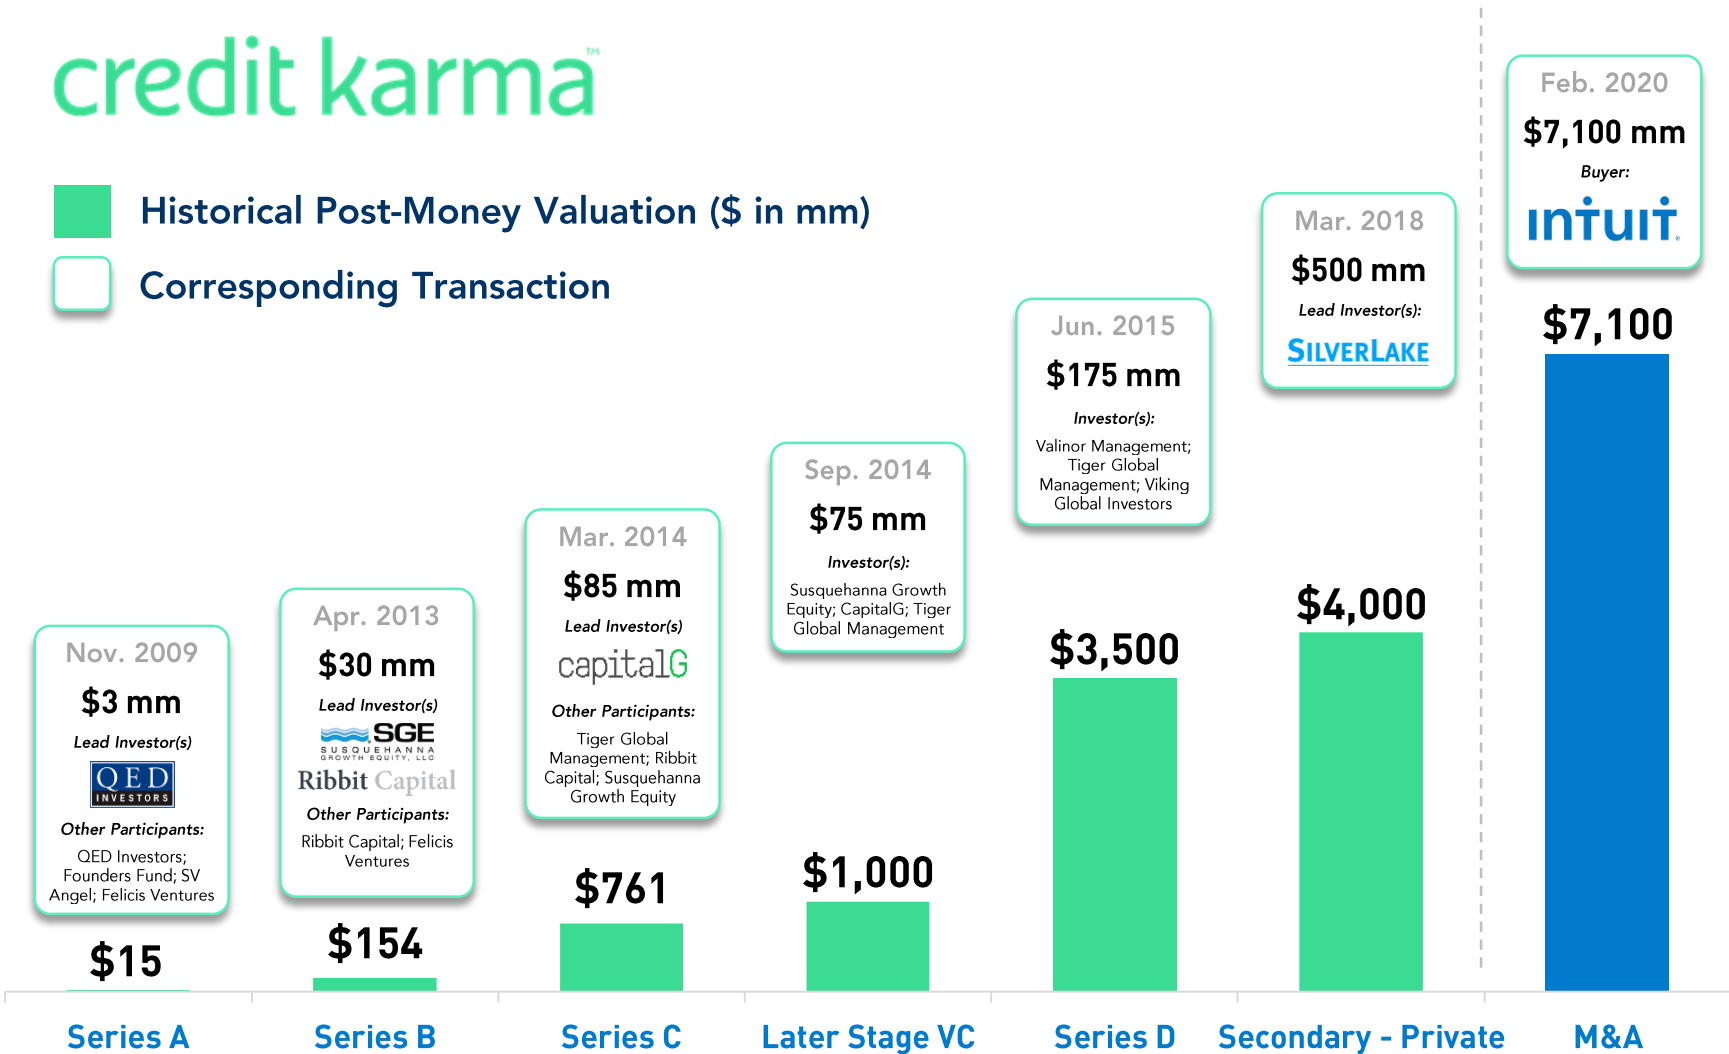 credit karma™
Historical Post-Money Valuation ($ in mm)
Corresponding Transaction
Nov. 2009
$3 mm
Lead Investor(s)
QED
INVESTORS
Other Participants:
QED Investors;
Founders Fund; SV
Angel; Felicis Ventures
$15
Series A
Apr. 2013
$30 mm
Lead Investor(s)
SGE
SUSQUEHANNA
GROWTH EQUITY, LLC
Ribbit Capital
Other Participants:
Ribbit Capital; Felicis
Ventures
$154
Series B
Mar. 2014
$85 mm
Lead Investor(s)
capitalG
Other Participants:
Tiger Global
Management; Ribbit
Capital; Susquehanna
Growth Equity
$761
Series C
Sep. 2014
$75 mm
Investor(s):
Susquehanna Growth
Equity; CapitalG; Tiger
Global Management
$1,000
Later Stage VC
Jun. 2015
$175 mm
Investor(s):
Valinor Management;
Tiger Global
Management; Viking
Global Investors
$3,500
Series D
Mar. 2018
$500 mm
Lead Investor(s):
SILVERLAKE
$4,000
Secondary - Private
Feb. 2020
$7,100 mm
Buyer:
intuit®
$7,100
M&A